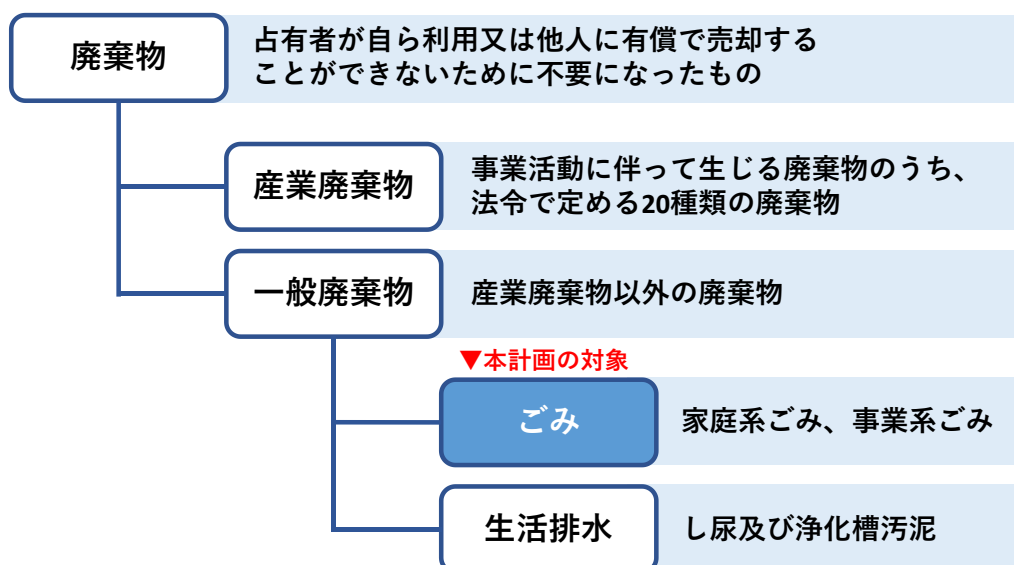 廃棄物
占有者が自ら利用又は他人に有償で売却する
ことができないために不要になったもの
産業廃棄物
事業活動に伴って生じる廃棄物のうち、
法令で定める20種類の廃棄物
一般廃棄物
産業廃棄物以外の廃棄物
▼本計画の対象
ごみ
家庭系ごみ、事業系ごみ
生活排水
し尿及び浄化槽汚泥